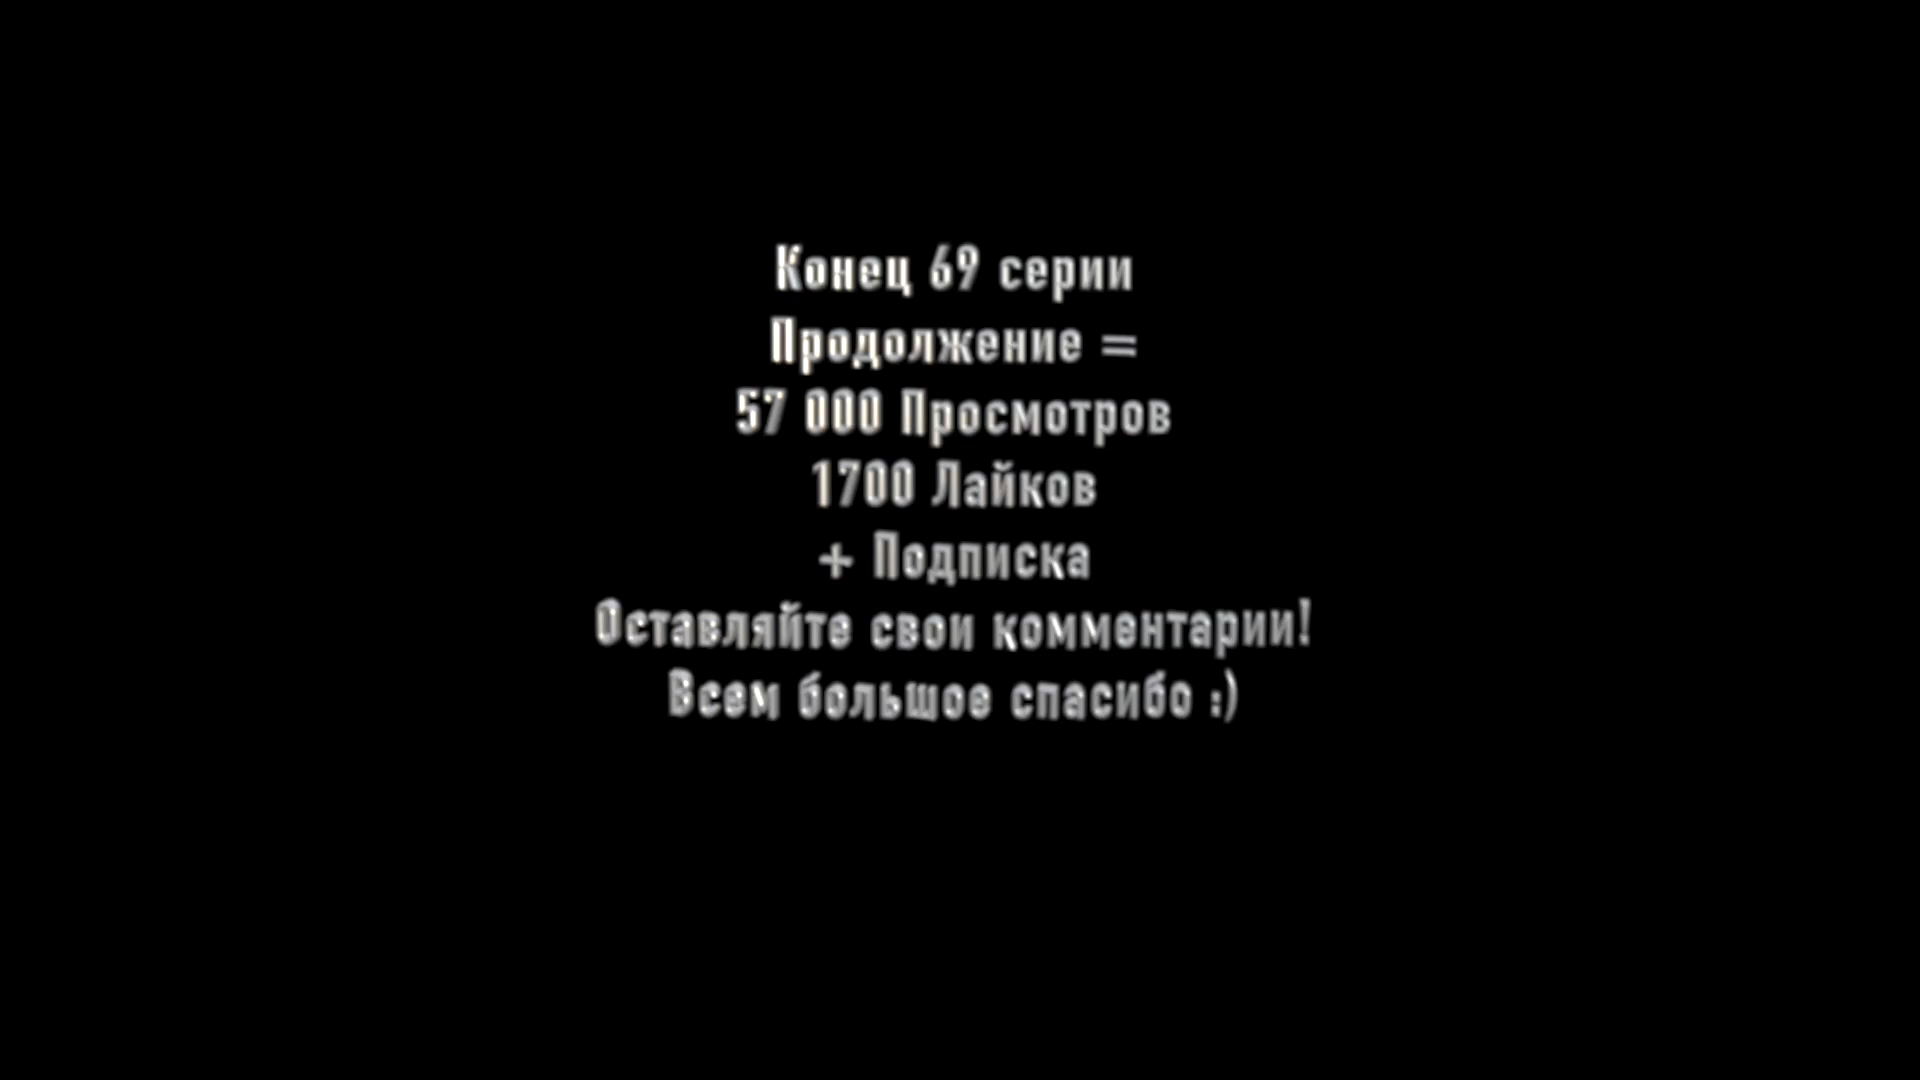 Конец 69 серии
Продолжение =
57 000 Просмотров
1700 Лайков
+ Подписка
Оставляйте свои комментарии!
Всем большое спасибо :)